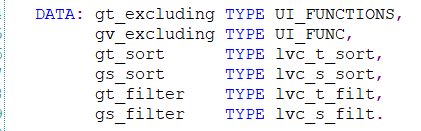 DATA: gt_excluding TYPE UI_FUNCTIONS,
gv_excluding TYPE UI_FUNC,
gt_sort TYPE lvc_t_sort,
gs_sort TYPE lvc_s_sort,
gt_filter TYPE lvc_t_filt,
gs_filter TYPE lvc_s_filt.